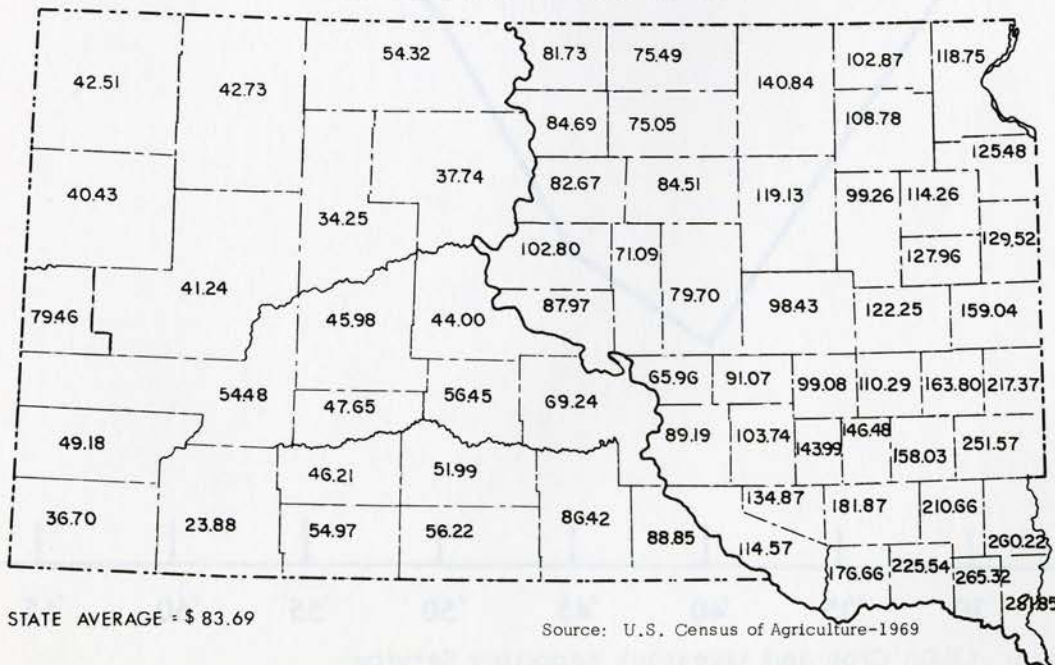 54.32 81.73 75.49 102.87 118.75
42.51 42.73 140.84
84.69 75.05 108.78
125.48
40.43 37.74 82.67 84.51 119.13 99.26 114.26
34.25
102.80 71.09 127.96 129.52
41.24 79.70
79.46 45.98 44.00 87.97 98.43 122.25 159.04
54.48 47.65 56.45 69.24 65.96 91.07 99.08 110.29 163.80 217.37
49.18 89.19 103.74 143.99 146.48 158.03 251.57
46.21 51.99
134.87 181.87 210.66
36.70 23.88 54.97 56.22 86.42 88.85 114.57 260.22
176.66 225.54 265.32
281.85
STATE AVERAGE = $ 83.69
Source: U.S. Census of Agriculture-1969